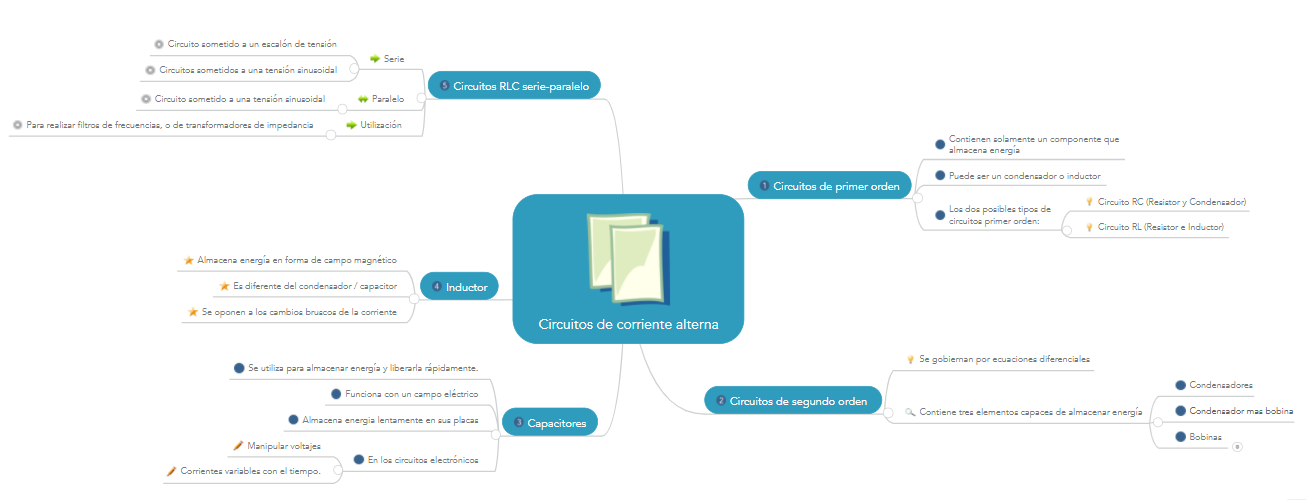 Circuitos de corriente alterna
1 Circuitos de primer orden
Contienen solamente un componente que
almacena energía
Puede ser un condensador o inductor
Los dos posibles tipos de
circuitos primer orden:
Circuito RC (Resistor y Condensador)
Circuito RL (Resistor e Inductor)
2 Circuitos de segundo orden
Se gobiernan por ecuaciones diferenciales
Contiene tres elementos capaces de almacenar energía
Condensadores
Condensador mas bobina
Bobinas
3 Capacitores
Se utiliza para almacenar energía y liberarla rápidamente.
Funciona con un campo eléctrico
Almacena energia lentamente en sus placas
En los circuitos electrónicos
Manipular voltajes
Corrientes variables con el tiempo.
4 Inductor
Almacena energía en forma de campo magnético
Es diferente del condensador / capacitor
Se oponen a los cambios bruscos de la corriente
5 Circuitos RLC serie-paralelo
Serie
Circuito sometido a un escalón de tensión
Circuitos sometidos a una tensión sinusoidal
Paralelo
Circuito sometido a una tensión sinusoidal
Utilización
Para realizar filtros de frecuencias, o de transformadores de impedancia